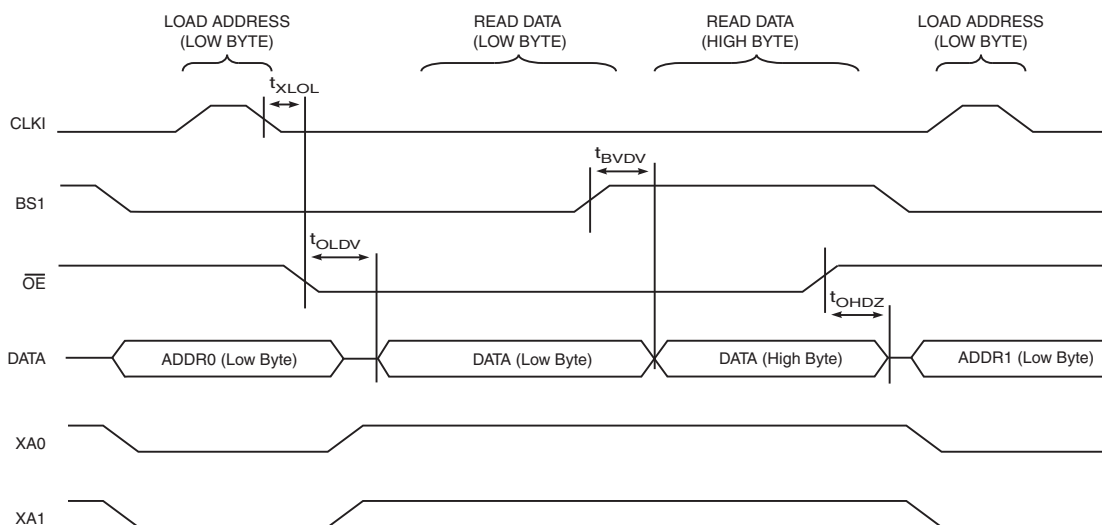 LOAD ADDRESS
(LOW BYTE)
READ DATA
(LOW BYTE)
READ DATA
(HIGH BYTE)
LOAD ADDRESS
(LOW BYTE)
tXLOL
CLKI
tBVDV
BS1
tOLDV
OE
tOHDZ
DATA
ADDR0 (Low Byte)
DATA (Low Byte)
DATA (High Byte)
ADDR1 (Low Byte)
XA0
XA1